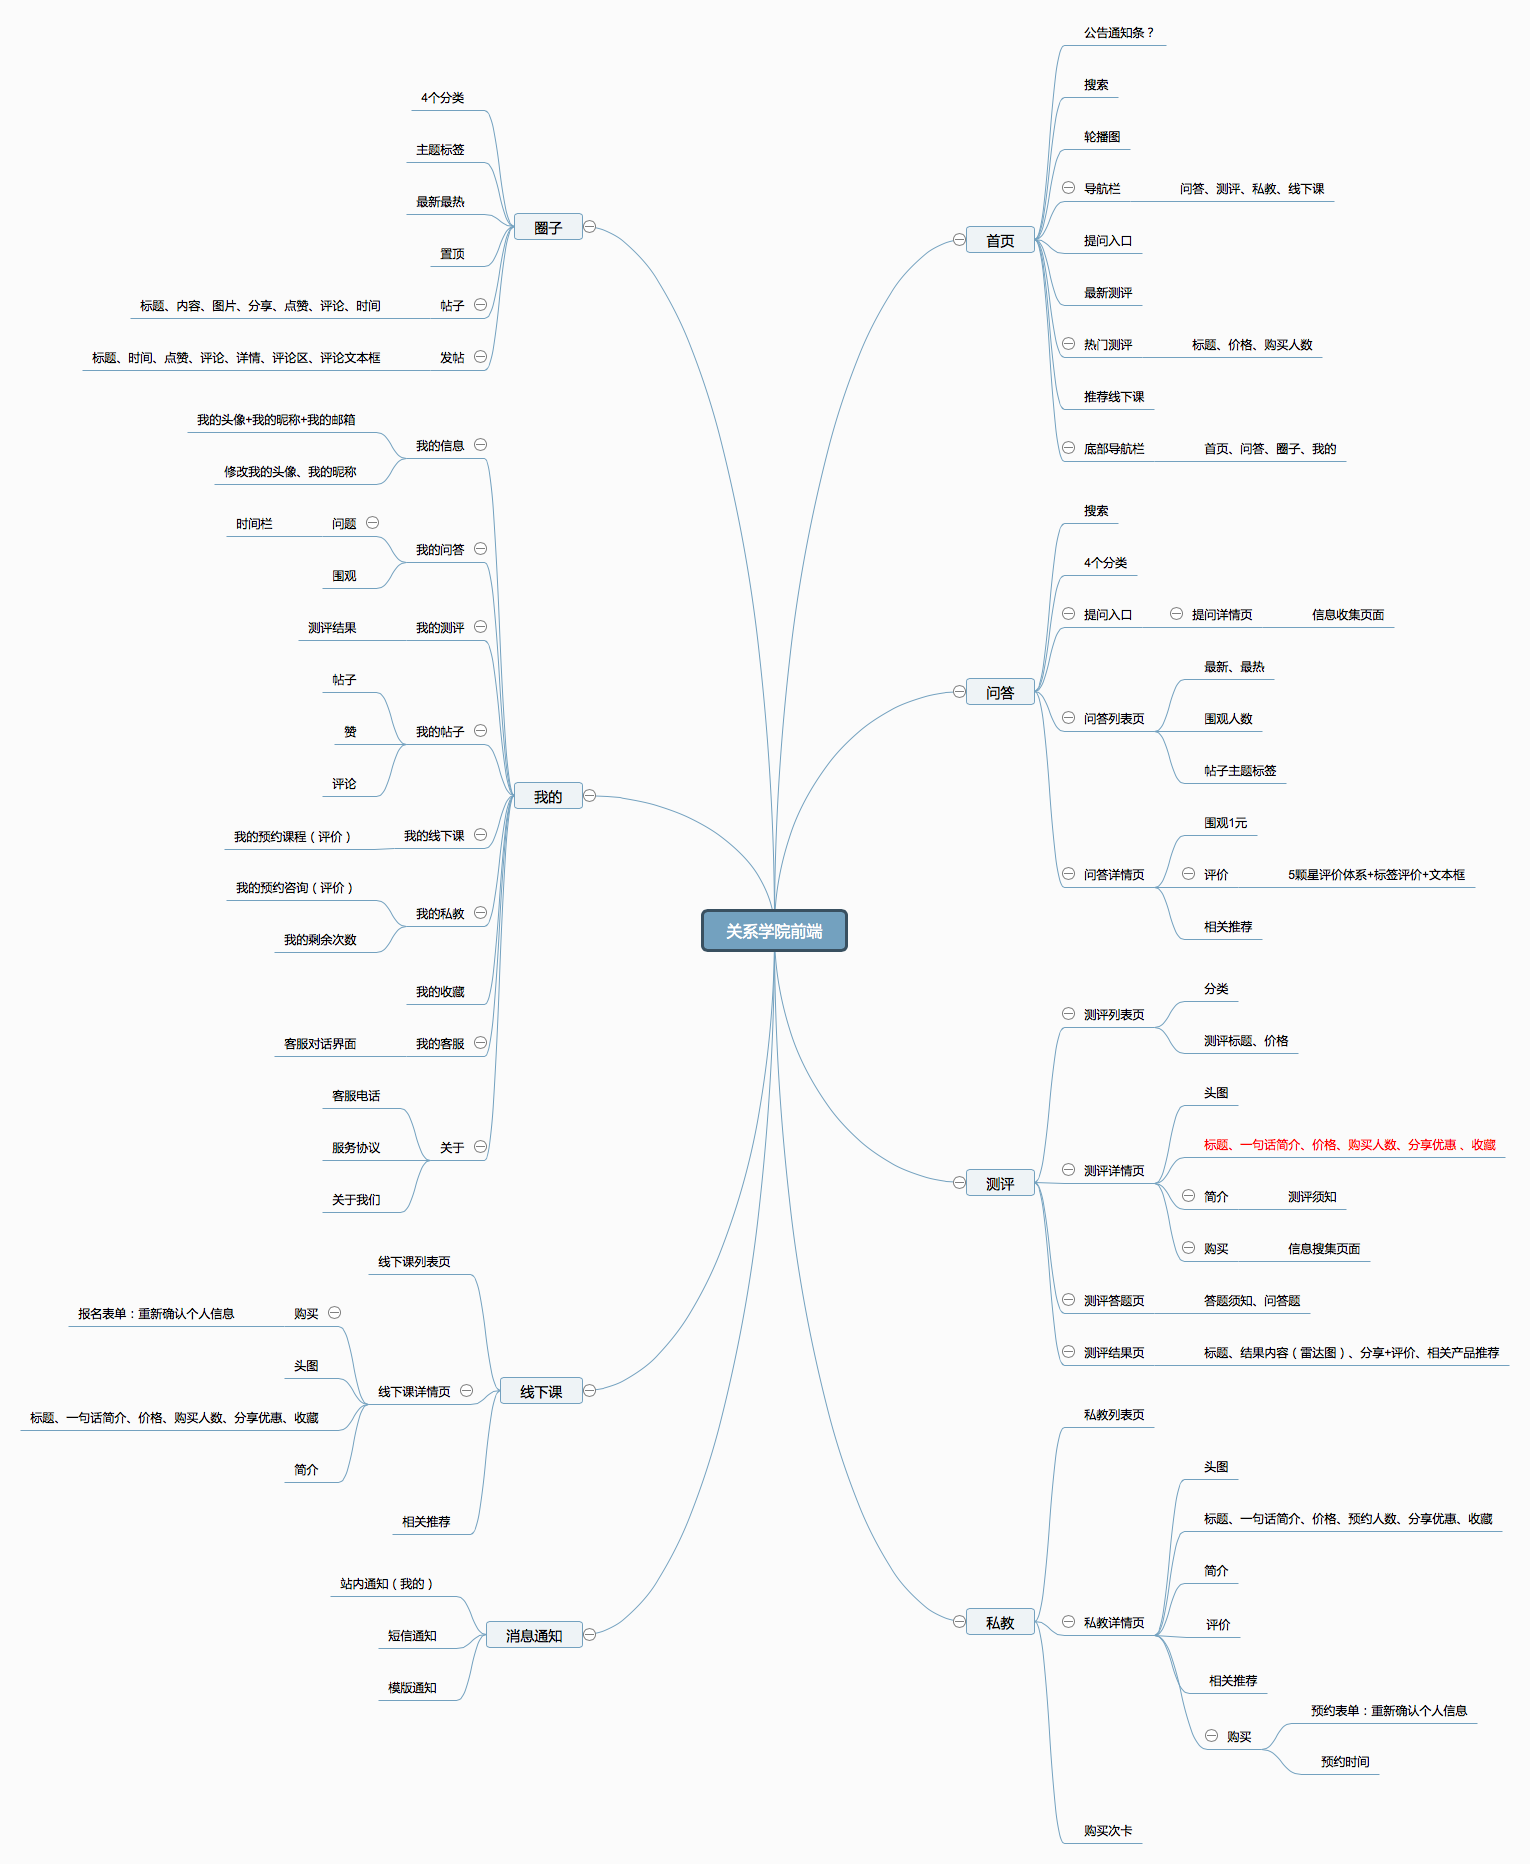 关系学院前端
首页
公告通知条？
搜索
轮播图
导航栏
问答、测评、私教、线下课
提问入口
最新测评
热门测评
标题、价格、购买人数
推荐线下课
底部导航栏
首页、问答、圈子、我的
问答
搜索
4个分类
提问入口
提问详情页
信息收集页面
问答列表页
最新、最热
围观人数
帖子主题标签
问答详情页
围观1元
评价
5颗星评价体系+标签评价+文本框
相关推荐
测评
测评列表页
分类
测评标题、价格
测评详情页
头图
标题、一句话简介、价格、购买人数、分享优惠 、收藏
简介
测评须知
购买
信息搜集页面
测评答题页
答题须知、问答题
测评结果页
标题、结果内容（雷达图）、分享+评价、相关产品推荐
私教
私教列表页
私教详情页
头图
标题、一句话简介、价格、预约人数、分享优惠、收藏
简介
评价
相关推荐
购买
预约表单：重新确认个人信息
预约时间
购买次卡
圈子
4个分类
主题标签
最新最热
置顶
帖子
标题、内容、图片、分享、点赞、评论、时间
发帖
标题、时间、点赞、评论、详情、评论区、评论文本框
我的
我的信息
我的头像+我的昵称+我的邮箱
修改我的头像、我的昵称
我的问答
问题
时间栏
围观
我的测评
测评结果
我的帖子
帖子
赞
评论
我的线下课
我的预约课程（评价）
我的私教
我的预约咨询（评价）
我的剩余次数
我的收藏
我的客服
客服对话界面
关于
客服电话
服务协议
关于我们
线下课
线下课列表页
线下课详情页
购买
报名表单：重新确认个人信息
头图
标题、一句话简介、价格、购买人数、分享优惠、收藏
简介
相关推荐
消息通知
站内通知（我的）
短信通知
模版通知